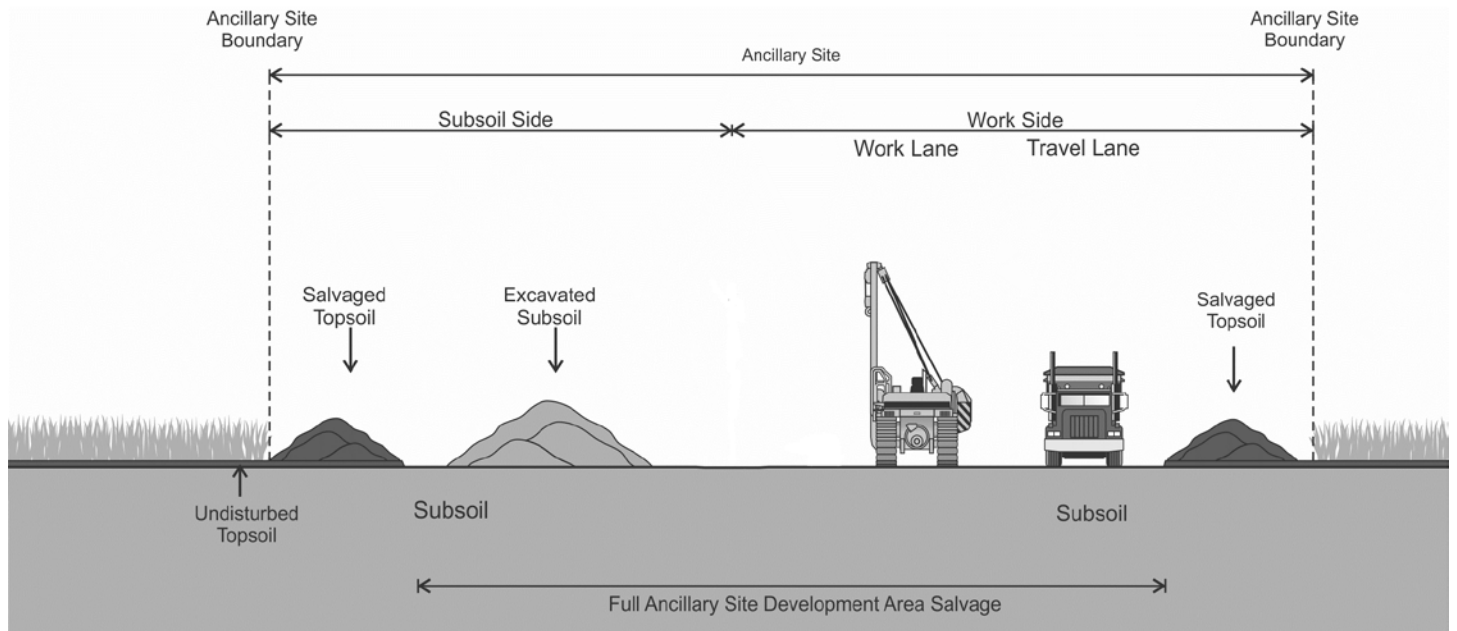 Ancillary Site
Boundary
Ancillary Site
Boundary
Ancillary Site
Subsoil Side
Work Side
Work Lane
Travel Lane
Salvaged
Topsoil
Excavated
Subsoil
Salvaged
Topsoil
Undisturbed
Topsoil
Subsoil
Subsoil
Full Ancillary Site Development Area Salvage